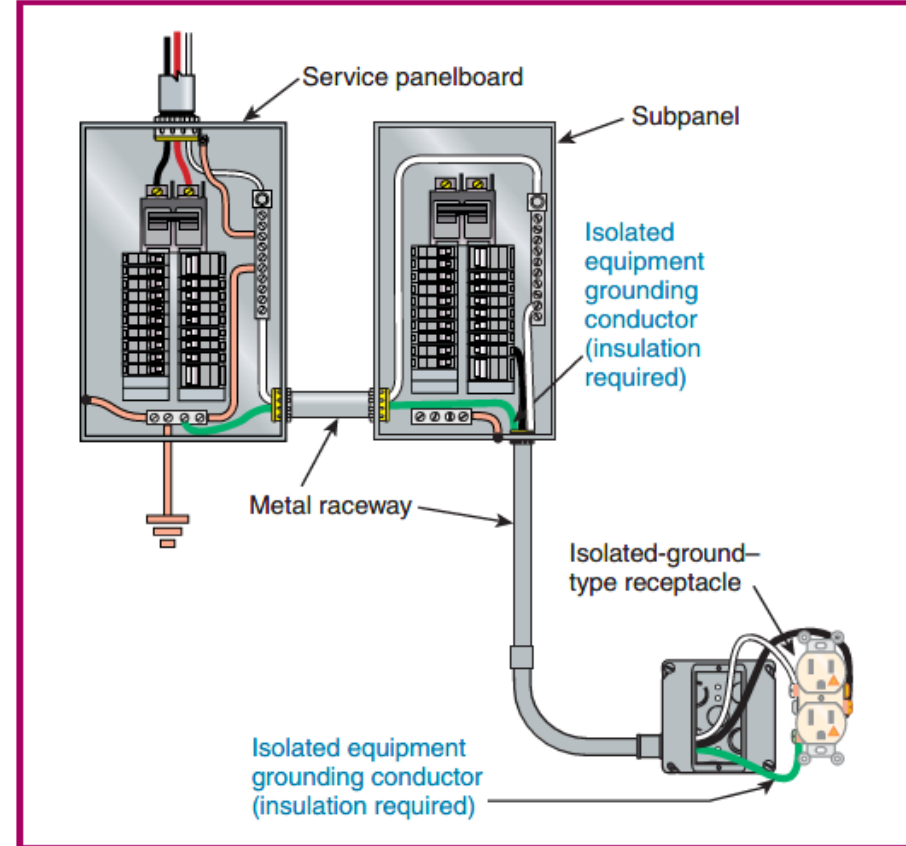 Service panelboard
Subpanel
Isolated
equipment
grounding
conductor
(insulation
required)
Metal raceway
Isolated-ground–
type receptacle
Isolated equipment
grounding conductor
(insulation required)